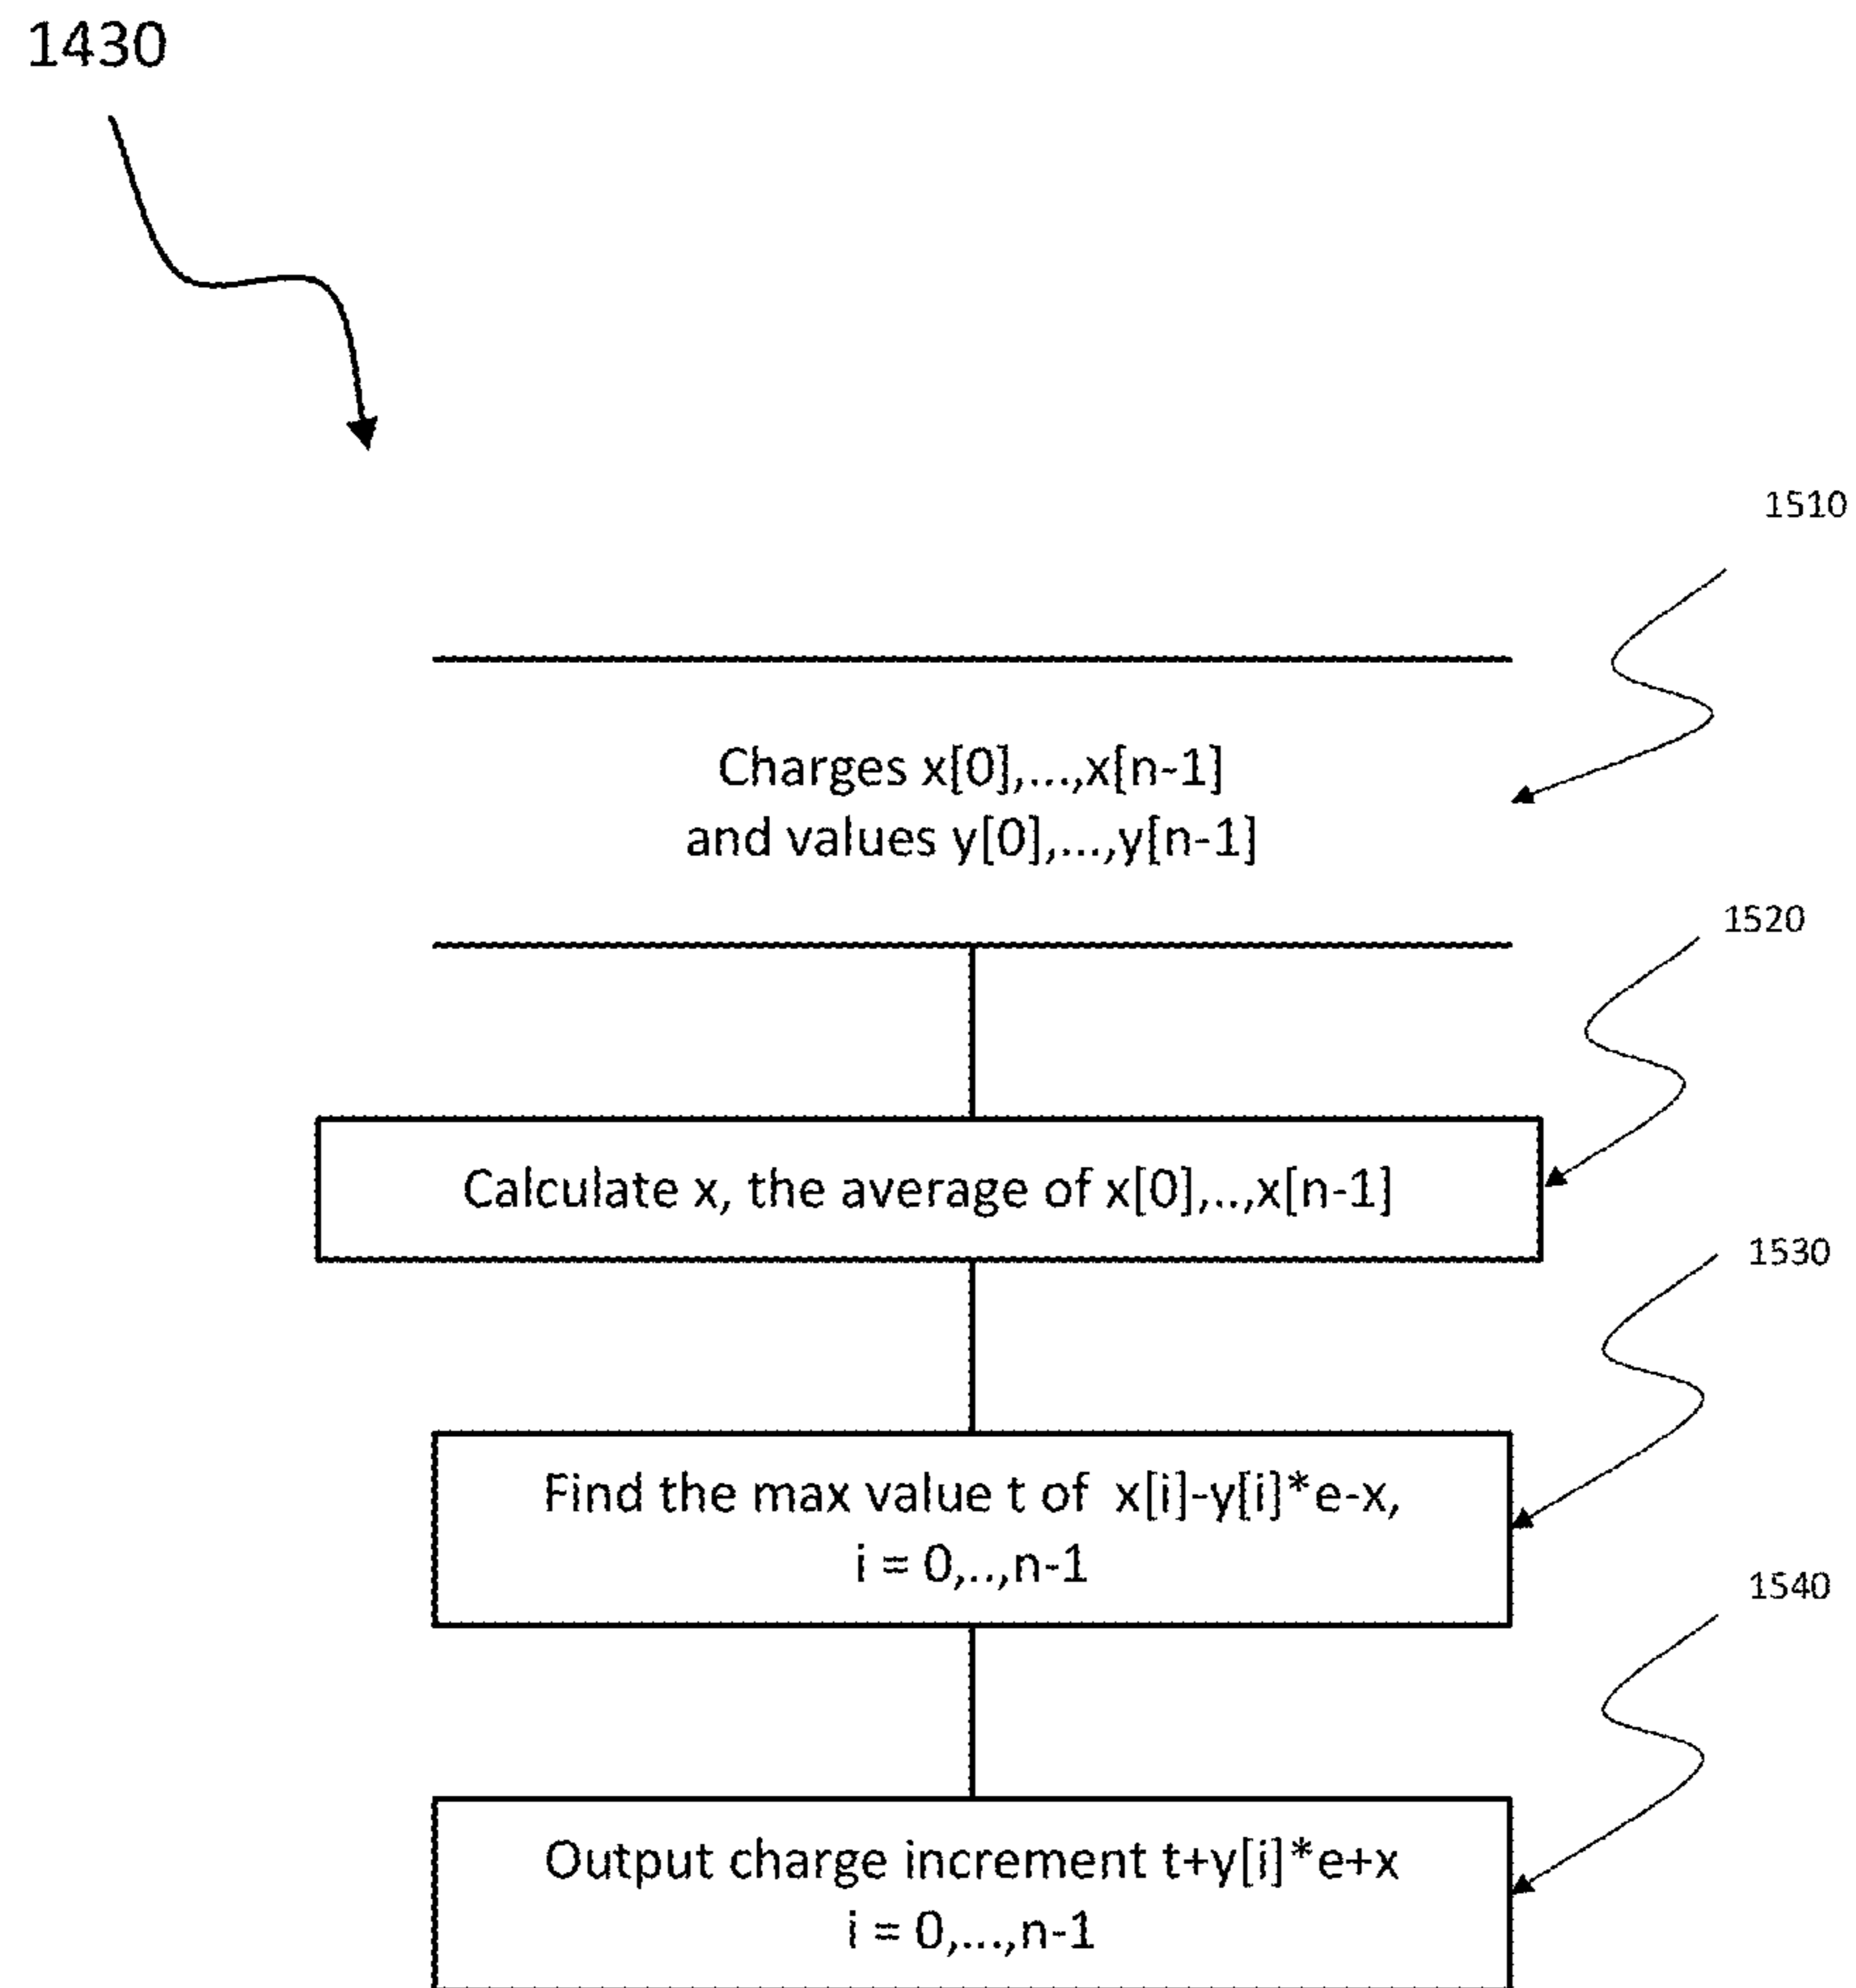 1430
1510
Charges x[0],...,x[n-1]
and values y[0],...,y[n-1]
1520
Calculate x, the average of x[0],..,x[n-1]
1530
Find the max value t of x[i]-y[i]*e-x,
i = 0,..,n-1
1540
Output charge increment t+y[i]*e+x
i = 0,...,n-1